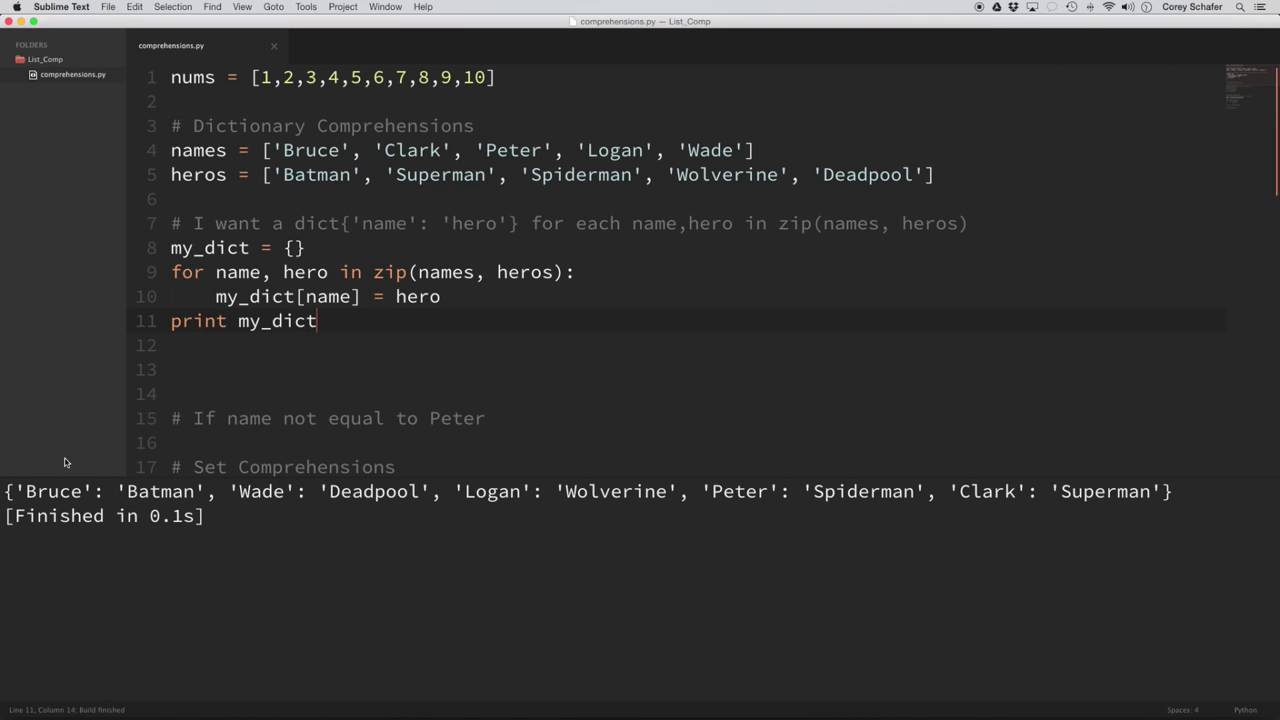 Sublime Text File Edit Selection Find View Goto Tools Project Window Help Corey Schafer
comprehensions.py — List_Comp
FOLDERS
List_Comp
comprehensions.py
comprehensions.py
1 nums = [1,2,3,4,5,6,7,8,9,10]
2
3 # Dictionary Comprehensions
4 names = ['Bruce', 'Clark', 'Peter', 'Logan', 'Wade']
5 heros = ['Batman', 'Superman', 'Spiderman', 'Wolverine', 'Deadpool']
6
7 # I want a dict{'name': 'hero'} for each name,hero in zip(names, heros)
8 my_dict = {}
9 for name, hero in zip(names, heros):
10 my_dict[name] = hero
11 print my_dict
12
13
14
15 # If name not equal to Peter
16
17 # Set Comprehensions
{'Bruce': 'Batman', 'Wade': 'Deadpool', 'Logan': 'Wolverine', 'Peter': 'Spiderman', 'Clark': 'Superman'}
[Finished in 0.1s]
Line 11, Column 14; Build finished Spaces: 4 Python